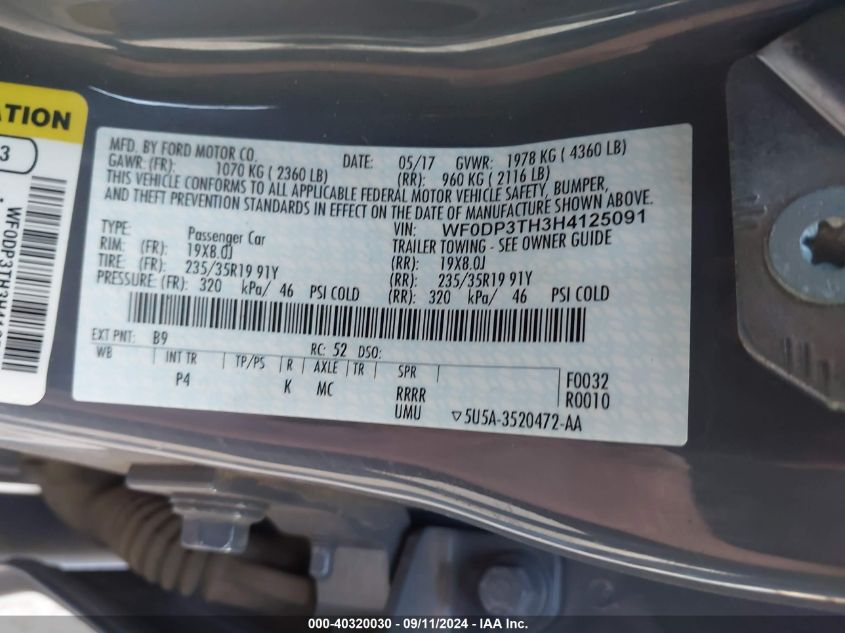 ATION
3
WF0DP3TH3H4
MFD. BY FORD MOTOR CO. DATE: 05/17 GVWR: 1978 KG ( 4360 LB)
GAWR: (FR): 1070 KG ( 2360 LB) (RR): 960 KG ( 2116 LB)
THIS VEHICLE CONFORMS TO ALL APPLICABLE FEDERAL MOTOR VEHICLE SAFETY, BUMPER,
AND THEFT PREVENTION STANDARDS IN EFFECT ON THE DATE OF MANUFACTURE SHOWN ABOVE.
VIN: WF0DP3TH3H4125091
TYPE: Passenger Car TRAILER TOWING - SEE OWNER GUIDE
RIM: (FR): 19X8.0J (RR): 19X8.0J
TIRE: (FR): 235/35R19 91Y (RR): 235/35R19 91Y
PRESSURE: (FR): 320 kPa/ 46 PSI COLD (RR): 320 kPa/ 46 PSI COLD
EXT PNT: B9 RC: 52 DSO:
WB INT TR TP/PS R AXLE TR SPR
P4 K MC RRRR F0032
UMU R0010
5U5A-3520472-AA
000-40320030 - 09/11/2024 - IAA Inc.